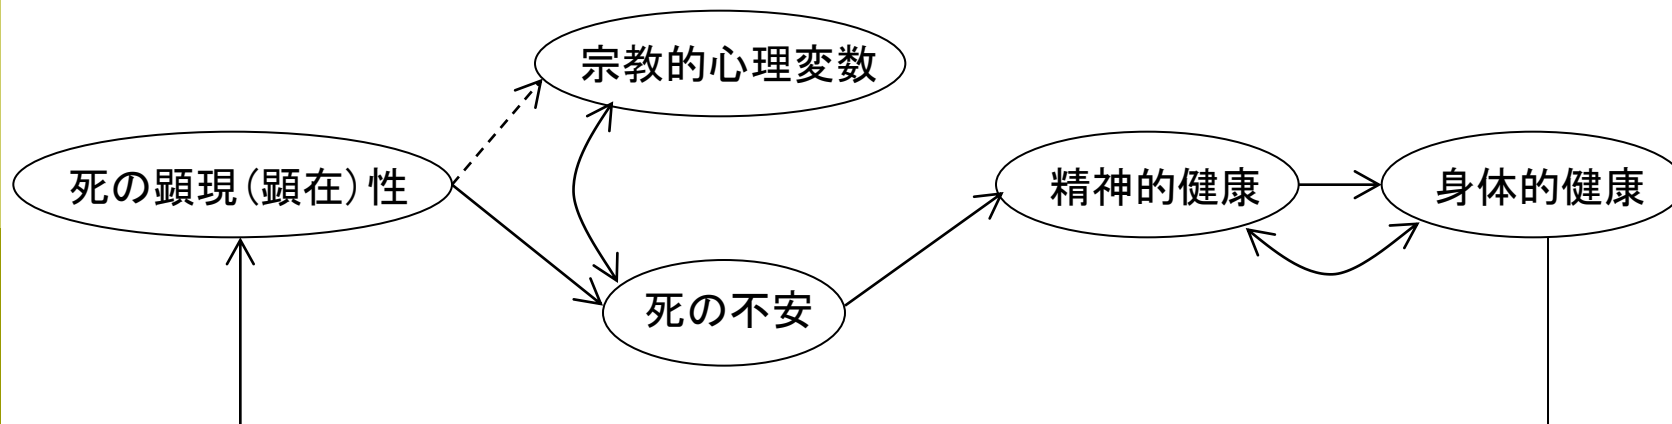 宗教的心理変数
死の顕現(顕在)性
死の不安
精神的健康
身体的健康